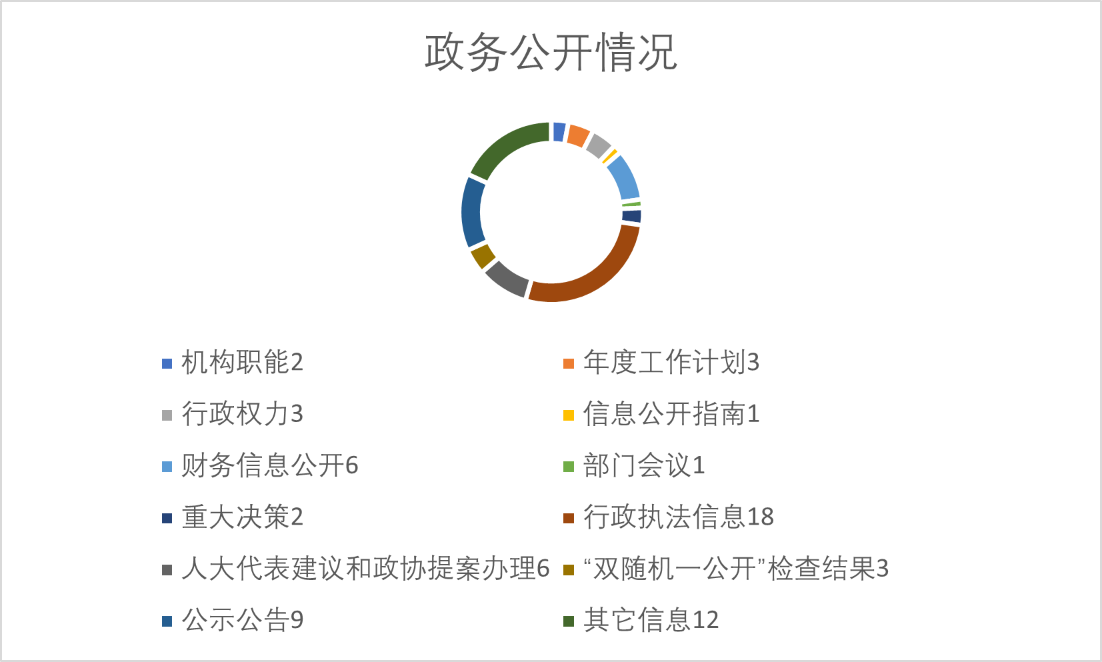 政务公开情况
机构职能2
年度工作计划3
行政权力3
信息公开指南1
财务信息公开6
部门会议1
重大决策2
行政执法信息18
人大代表建议和政协提案办理6
“双随机一公开”检查结果3
公示公告9
其它信息12